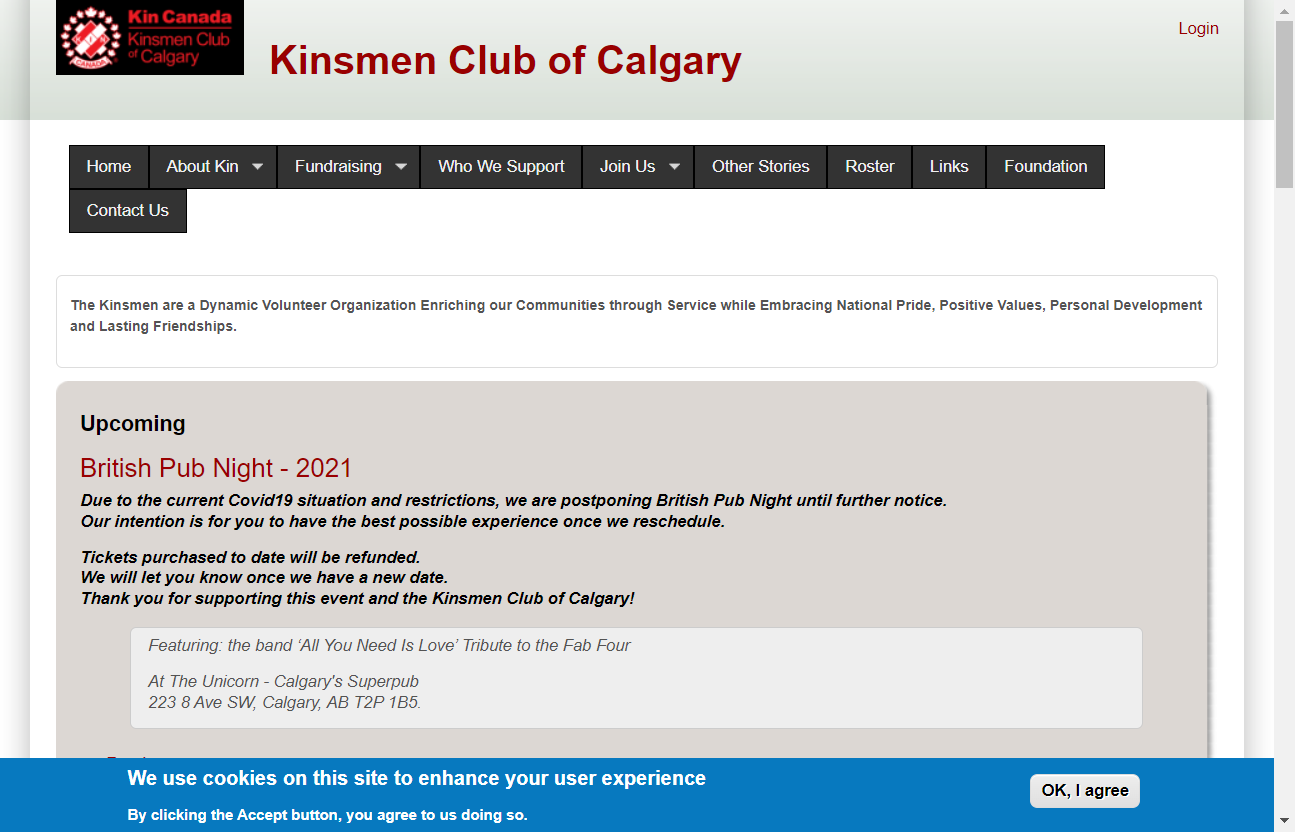 Kin Canada
Kinsmen Club
of Calgary
KIN
CANADA
Kinsmen Club of Calgary
Login
Home
About Kin
Fundraising
Who We Support
Join Us
Other Stories
Roster
Links
Foundation
Contact Us
The Kinsmen are a Dynamic Volunteer Organization Enriching our Communities through Service while Embracing National Pride, Positive Values, Personal Development
and Lasting Friendships.
Upcoming
British Pub Night - 2021
Due to the current Covid19 situation and restrictions, we are postponing British Pub Night until further notice.
Our intention is for you to have the best possible experience once we reschedule.
Tickets purchased to date will be refunded.
We will let you know once we have a new date.
Thank you for supporting this event and the Kinsmen Club of Calgary!
Featuring: the band ‘All You Need Is Love’ Tribute to the Fab Four
At The Unicorn - Calgary's Superpub
223 8 Ave SW, Calgary, AB T2P 1B5.
We use cookies on this site to enhance your user experience
By clicking the Accept button, you agree to us doing so.
OK, I agree